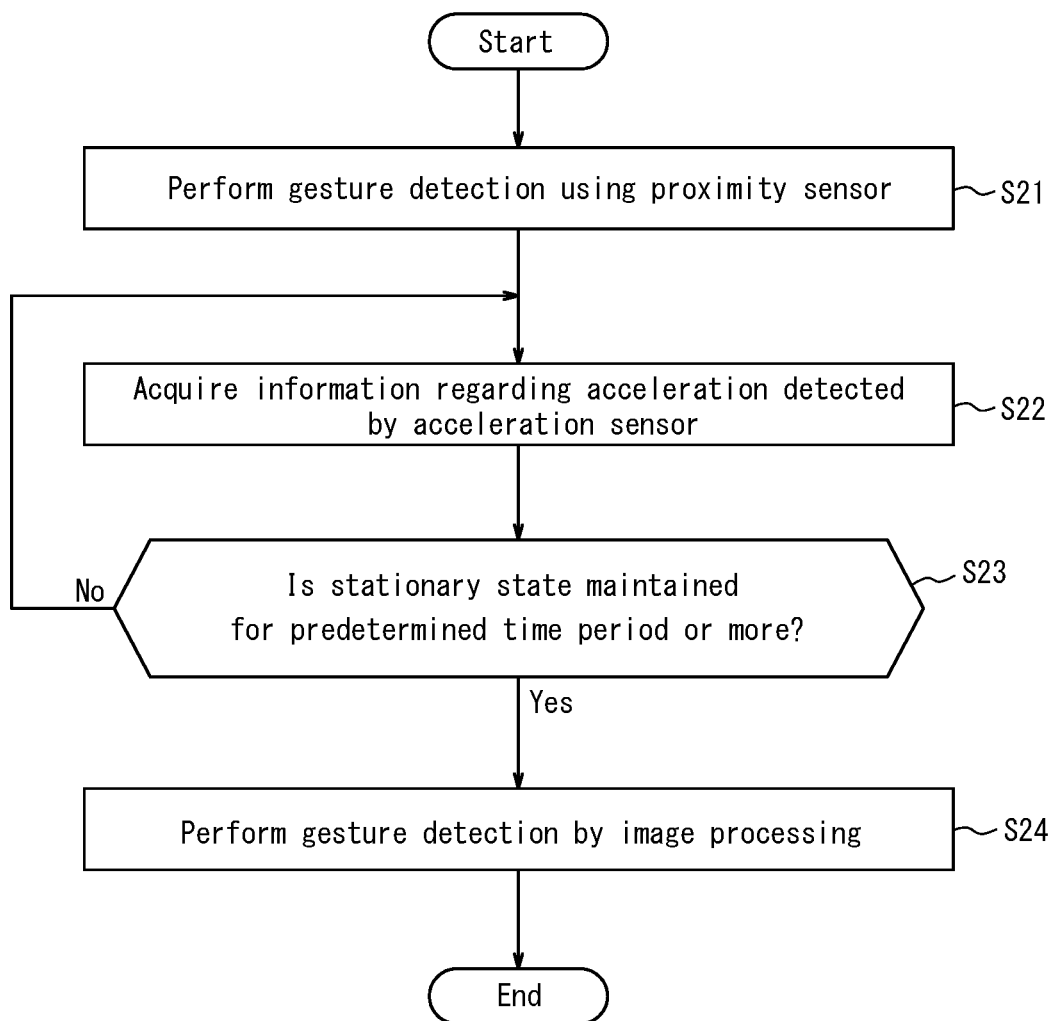 Start
Perform gesture detection using proximity sensor
S21
Acquire information regarding acceleration detected
by acceleration sensor
S22
Is stationary state maintained
for predetermined time period or more?
S23
No
Yes
Perform gesture detection by image processing
S24
End